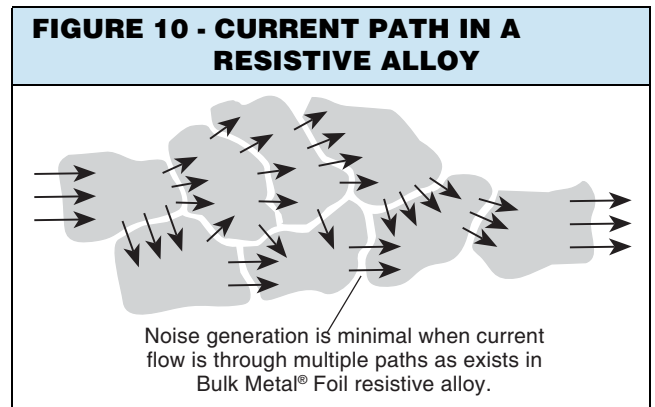 FIGURE 10 - CURRENT PATH IN A
RESISTIVE ALLOY
Noise generation is minimal when current
flow is through multiple paths as exists in
Bulk Metal® Foil resistive alloy.